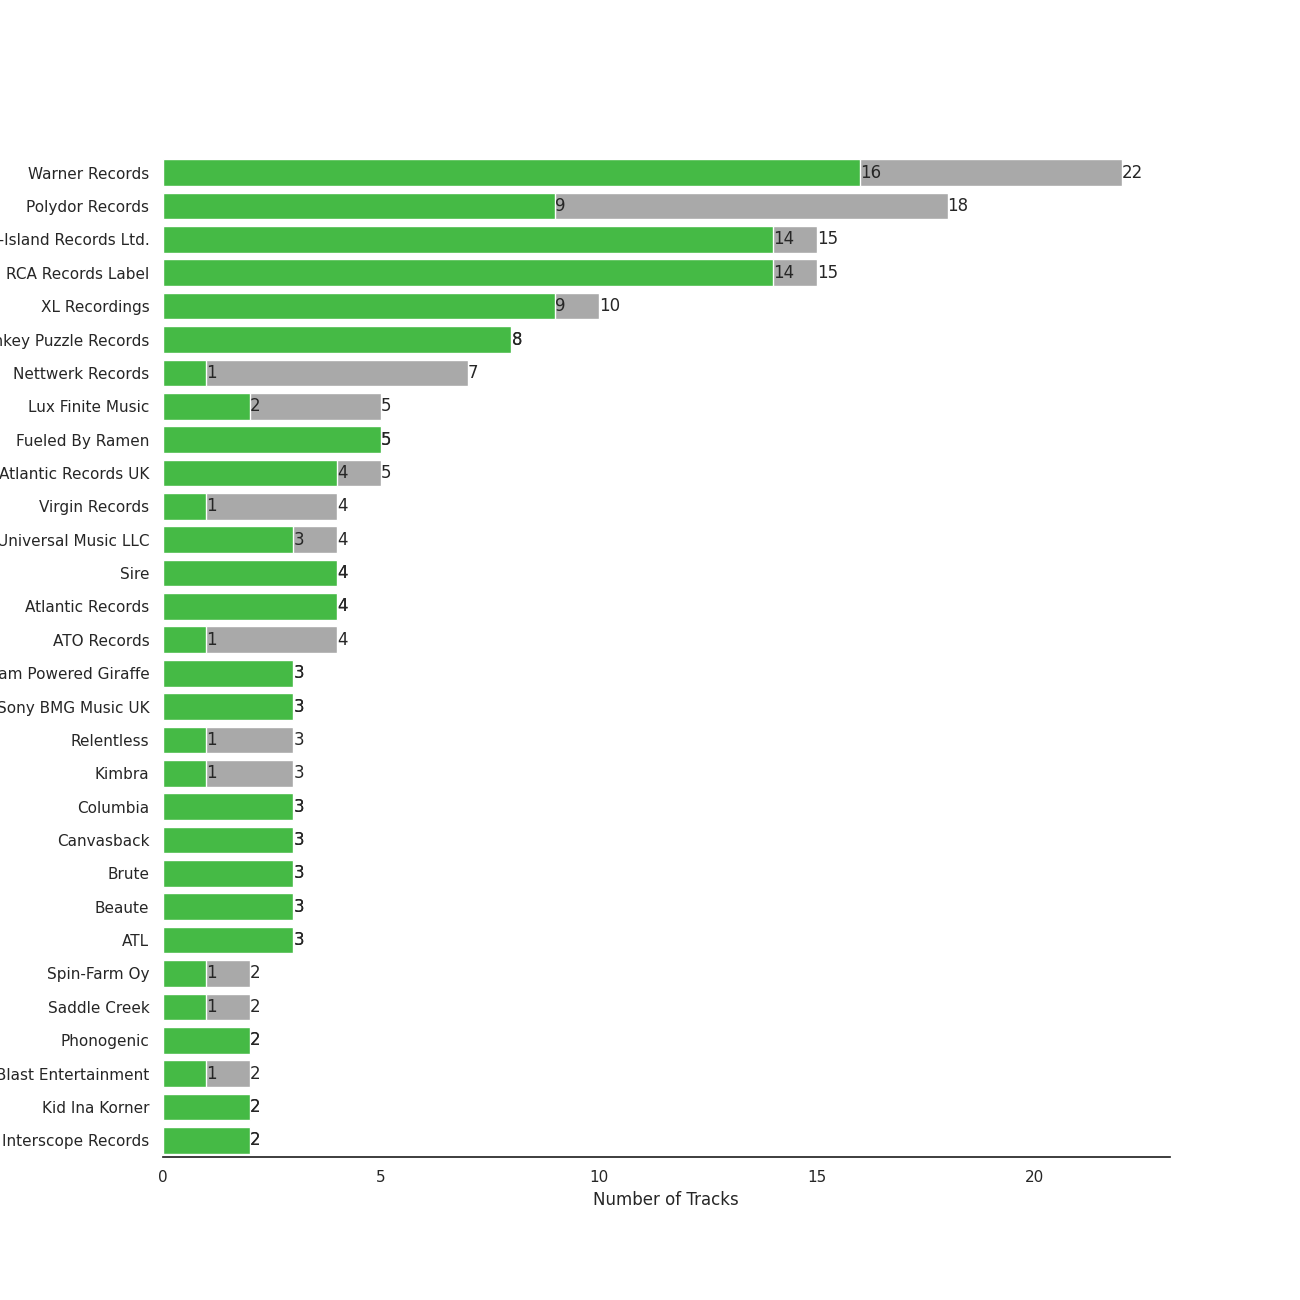 Warner Records 16 22
Polydor Records 9 18
-Island Records Ltd. 14 15
RCA Records Label 14 15
XL Recordings 9 10
Puzzle Records 8
Nettwerk Records 1 7
Lux Finite Music 2 5
Fueled By Ramen 5
Atlantic Records UK 4 5
Virgin Records 1 4
Universal Music LLC 3 4
Sire 4
Atlantic Records 4
ATO Records 1 4
Powered Giraffe 3
Sony BMG Music UK 3
Relentless 1 3
Kimbra 1 3
Columbia 3
Canvasback 3
Brute 3
Beaute 3
ATL 3
Spin-Farm Oy 1 2
Saddle Creek 1 2
Phonogenic 2
Blast Entertainment 1 2
Kid Ina Korner 2
Interscope Records 2
0 5 10 15 20
Number of Tracks